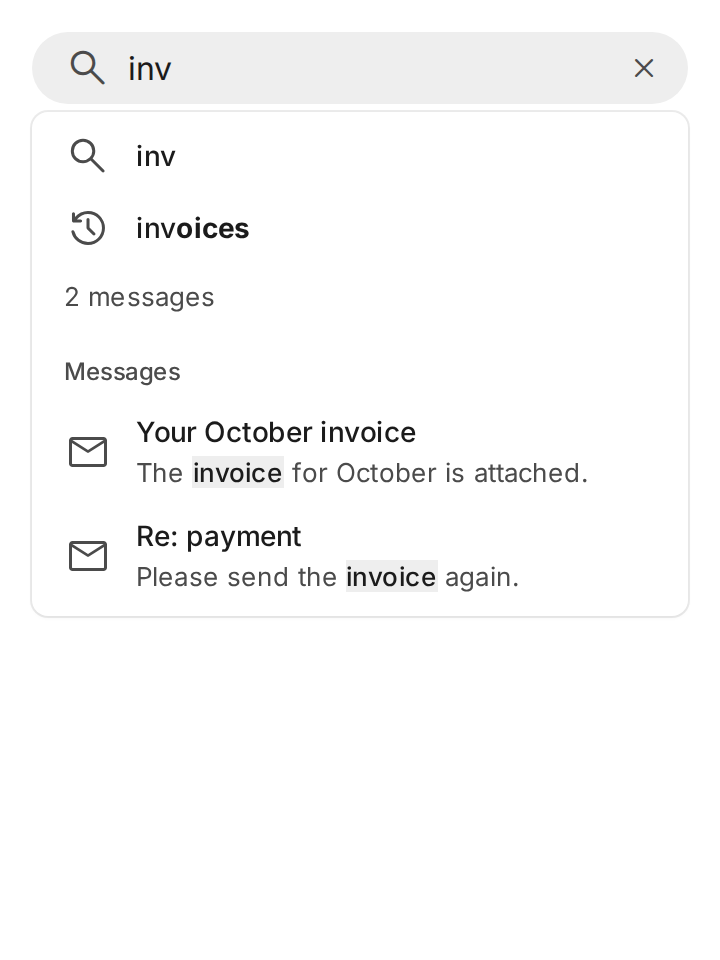 inv
inv
invoices
2 messages
Messages
Your October invoice
The invoice for October is attached.
Re: payment
Please send the invoice again.